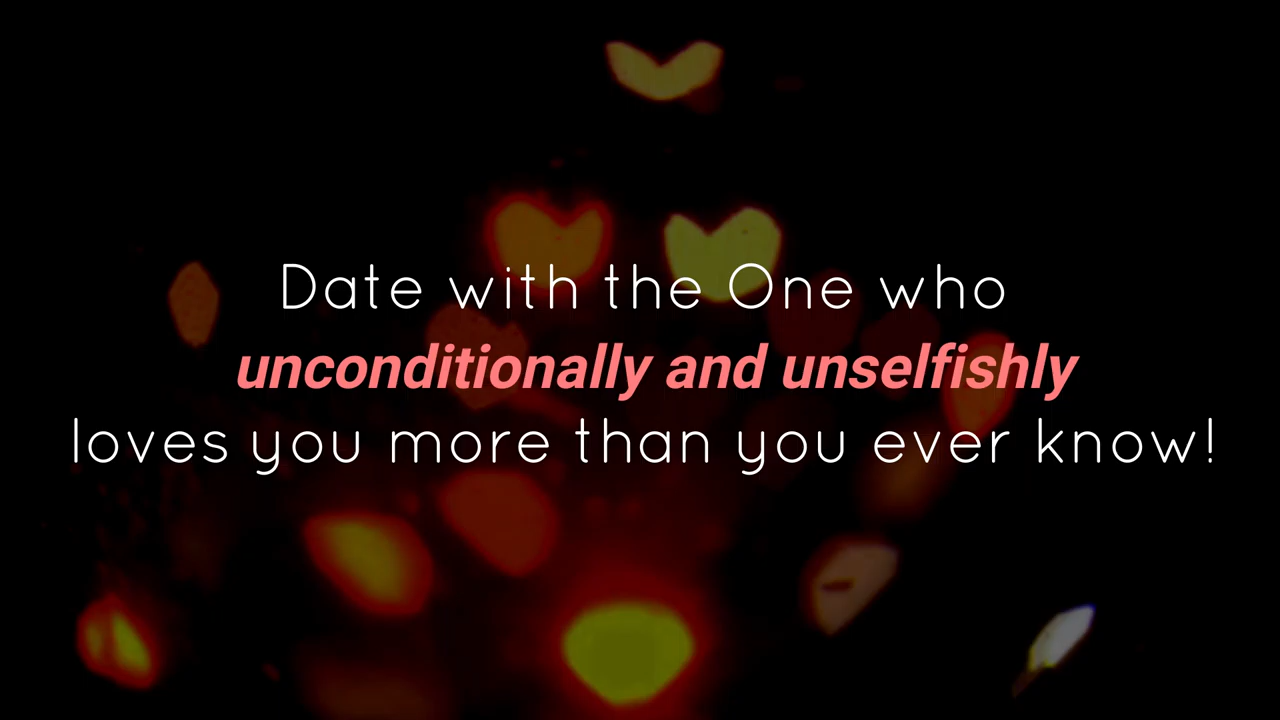 Date with the One who
unconditionally and unselfishly
loves you more than you ever know!